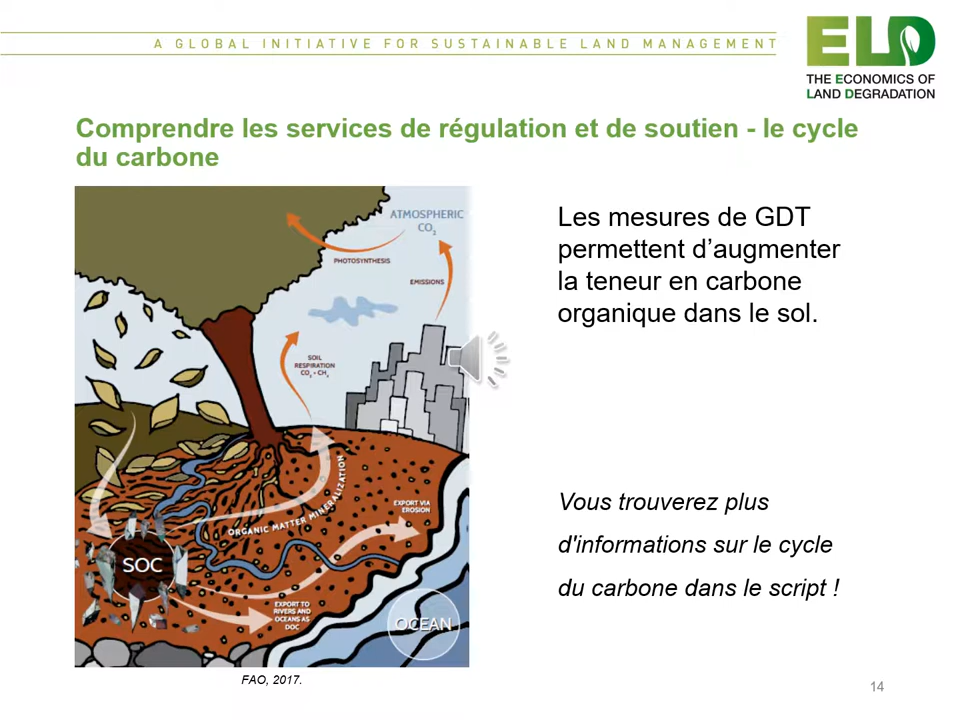 A GLOBAL INITIATIVE FOR SUSTAINABLE LAND MANAGEMENT
ELD
THE ECONOMICS OF
LAND DEGRADATION
Comprendre les services de régulation et de soutien - le cycle
du carbone
ATMOSPHERIC
CO2
PHOTOSYNTHESIS
EMISSIONS
SOIL
RESPIRATION
CO2 - CH4
ORGANIC MATTER MINERALIZATION
EXPORT VIA
EROSION
SOC
EXPORT TO
RIVERS AND
OCEANS AS
DOC
OCEAN
FAO, 2017.
Les mesures de GDT
permettent d’augmenter
la teneur en carbone
organique dans le sol.
Vous trouverez plus
d'informations sur le cycle
du carbone dans le script !
14